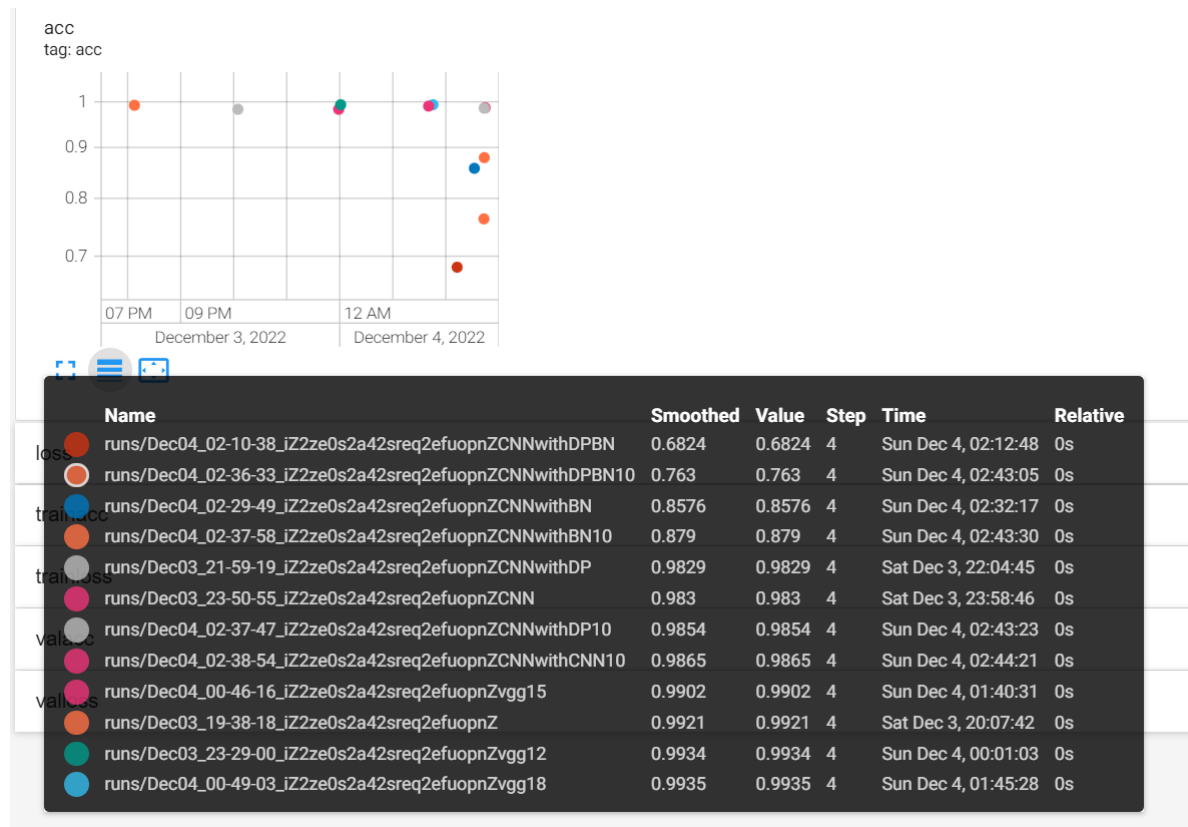 acc
tag: acc
1
0.9
0.8
0.7
07 PM 09 PM 12 AM
December 3, 2022 December 4, 2022
Name Smoothed Value Step Time Relative
runs/Dec04_02-10-38_iZ2ze0s2a42sreq2efuopnZCNNwithDPBN 0.6824 0.6824 4 Sun Dec 4, 02:12:48 0s
loss
runs/Dec04_02-36-33_iZ2ze0s2a42sreq2efuopnZCNNwithDPBN10 0.763 0.763 4 Sun Dec 4, 02:43:05 0s
runs/Dec04_02-29-49_iZ2ze0s2a42sreq2efuopnZCNNwithBN 0.8576 0.8576 4 Sun Dec 4, 02:32:17 0s
trainacc
runs/Dec04_02-37-58_iZ2ze0s2a42sreq2efuopnZCNNwithBN10 0.879 0.879 4 Sun Dec 4, 02:43:30 0s
runs/Dec03_21-59-19_iZ2ze0s2a42sreq2efuopnZCNNwithDP 0.9829 0.9829 4 Sat Dec 3, 22:04:45 0s
trainloss
runs/Dec03_23-50-55_iZ2ze0s2a42sreq2efuopnZCNN 0.983 0.983 4 Sat Dec 3, 23:58:46 0s
runs/Dec04_02-37-47_iZ2ze0s2a42sreq2efuopnZCNNwithDP10 0.9854 0.9854 4 Sun Dec 4, 02:43:23 0s
valacc
runs/Dec04_02-38-54_iZ2ze0s2a42sreq2efuopnZCNNwithCNN10 0.9865 0.9865 4 Sun Dec 4, 02:44:21 0s
runs/Dec04_00-46-16_iZ2ze0s2a42sreq2efuopnZvgg15 0.9902 0.9902 4 Sun Dec 4, 01:40:31 0s
valloss
runs/Dec03_19-38-18_iZ2ze0s2a42sreq2efuopnZ 0.9921 0.9921 4 Sat Dec 3, 20:07:42 0s
runs/Dec03_23-29-00_iZ2ze0s2a42sreq2efuopnZvgg12 0.9934 0.9934 4 Sun Dec 4, 00:01:03 0s
runs/Dec04_00-49-03_iZ2ze0s2a42sreq2efuopnZvgg18 0.9935 0.9935 4 Sun Dec 4, 01:45:28 0s